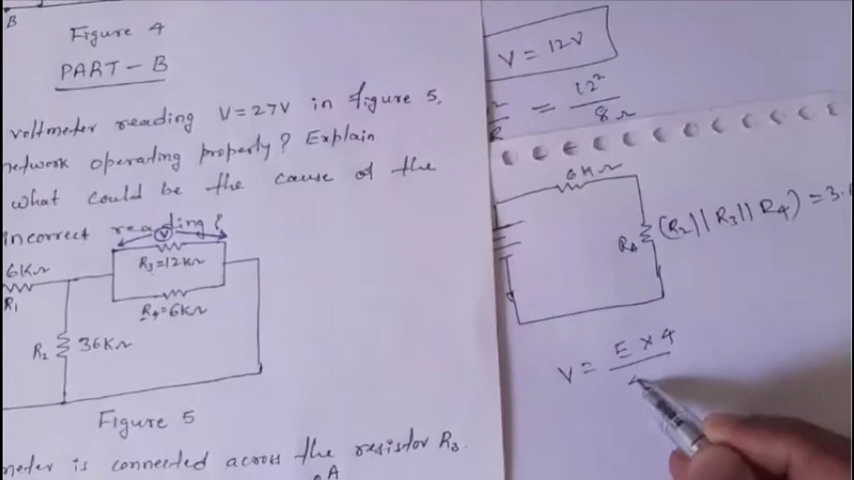 B
Figure 4
PART-B
voltmeter reading V=27V in figure 5,
network operating properly? Explain
what could be the cause of the
incorrect reading?
V
6KΩ
R1
R3=12KΩ
R4=6KΩ
R2
36KΩ
Figure 5
meter is connected across the resistor R3.
V = 12V
= 12²
8Ω
6KΩ
RA
(R2||R3||R4) = 3.
V = E × 4